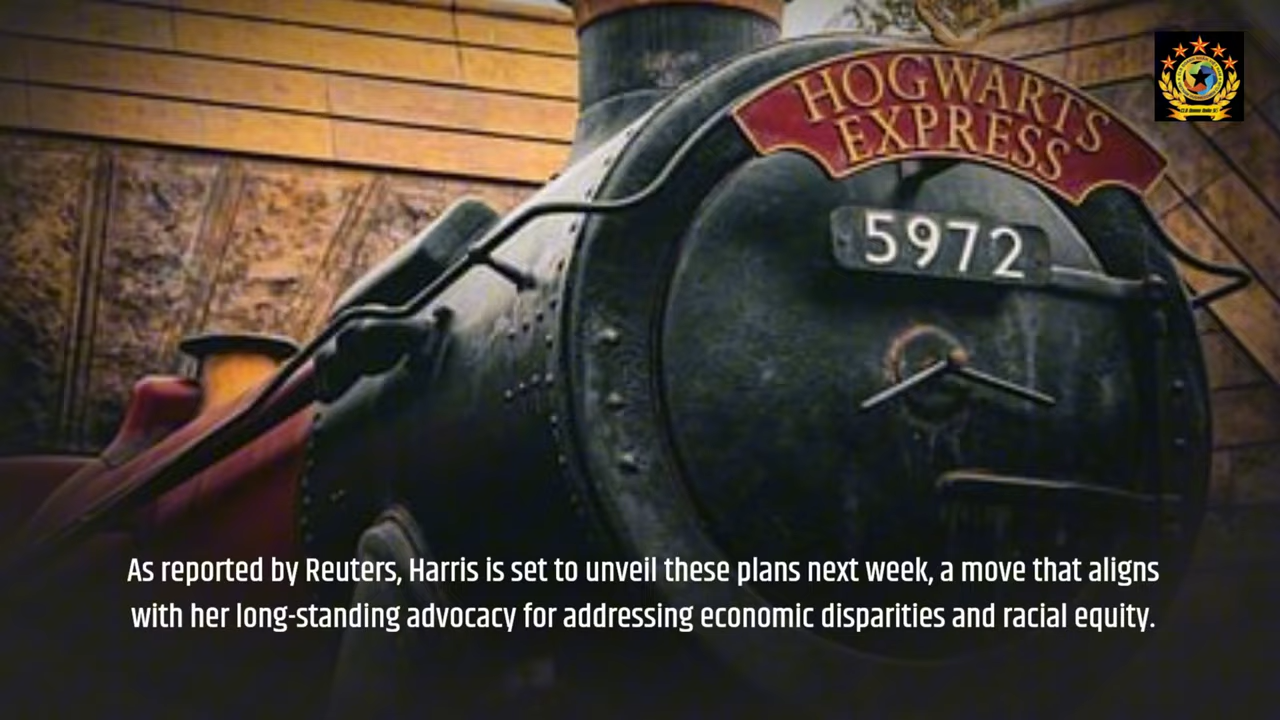 HOGWARTS
EXPRESS
5972
As reported by Reuters, Harris is set to unveil these plans next week, a move that aligns
with her long-standing advocacy for addressing economic disparities and racial equity.